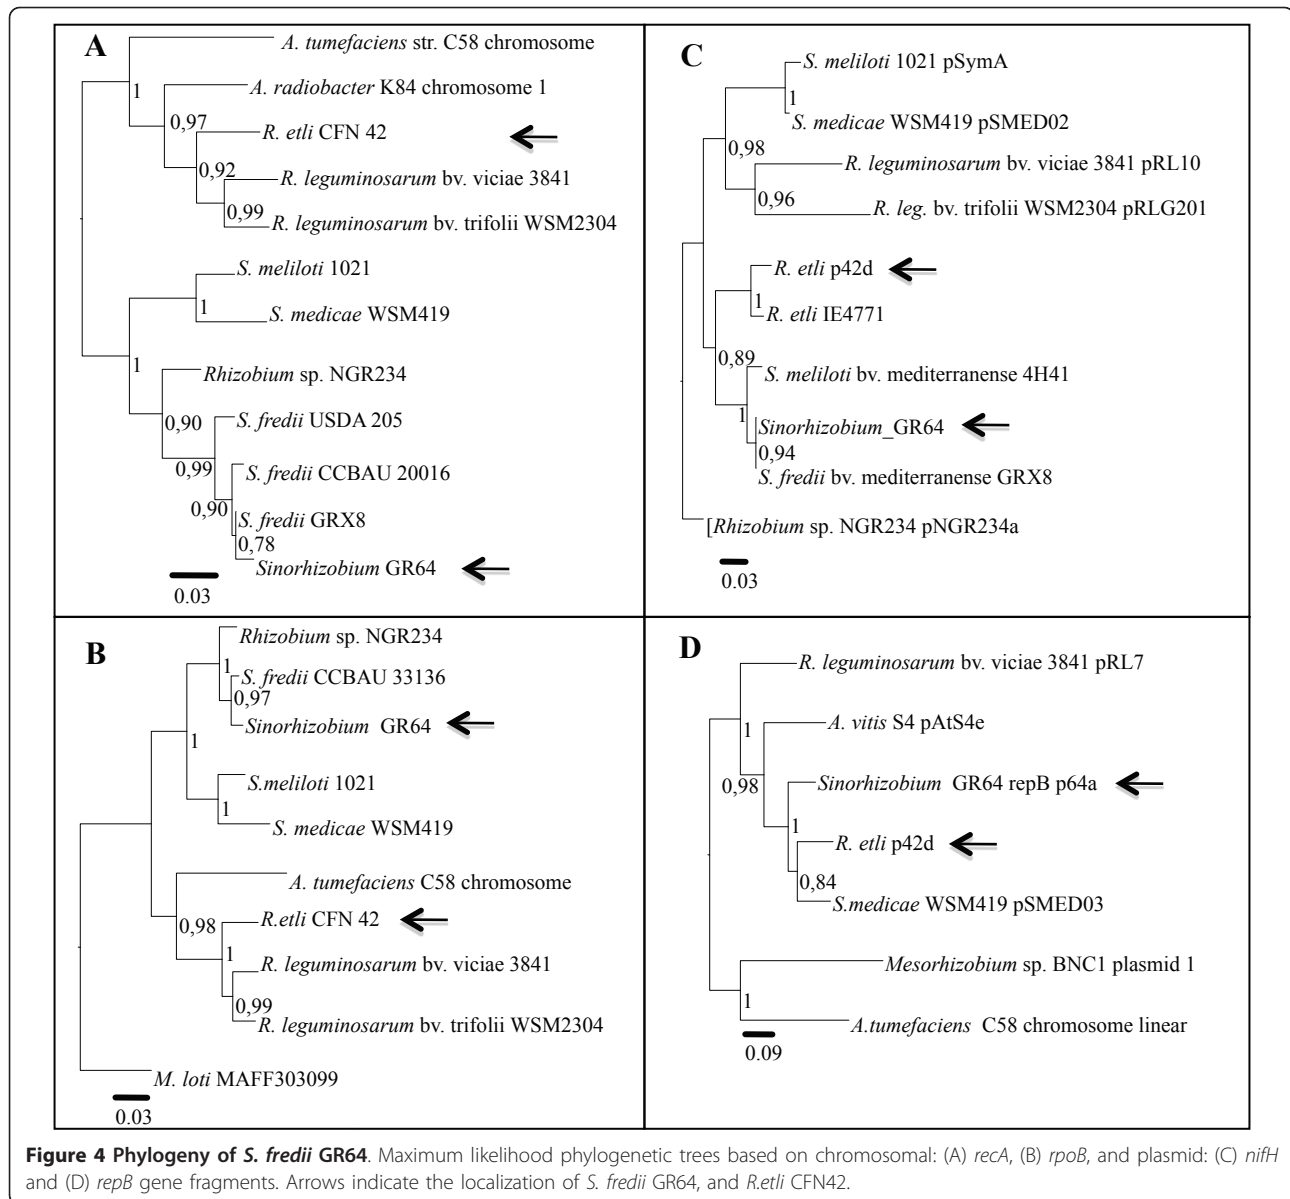 A
A. tumefaciens str. C58 chromosome
1
A. radiobacter K84 chromosome 1
0,97
R. etli CFN 42
0,92
R. leguminosarum bv. viciae 3841
0,99
R. leguminosarum bv. trifolii WSM2304
S. meliloti 1021
1
S. medicae WSM419
1
Rhizobium sp. NGR234
0,90
S. fredii USDA 205
0,99
S. fredii CCBAU 20016
0,90
S. fredii GRX8
0,78
Sinorhizobium GR64
0.03
C
S. meliloti 1021 pSymA
1
S. medicae WSM419 pSMED02
0,98
R. leguminosarum bv. viciae 3841 pRL10
0,96
R. leg. bv. trifolii WSM2304 pRLG201
R. etli p42d
1
R. etli IE4771
0,89
S. meliloti bv. mediterranense 4H41
1
Sinorhizobium_GR64
0,94
S. fredii bv. mediterranense GRX8
[Rhizobium sp. NGR234 pNGR234a
0.03
B
Rhizobium sp. NGR234
1
S. fredii CCBAU 33136
0,97
Sinorhizobium GR64
1
S.meliloti 1021
1
S. medicae WSM419
A. tumefaciens C58 chromosome
0,98
R.etli CFN 42
1
R. leguminosarum bv. viciae 3841
0,99
R. leguminosarum bv. trifolii WSM2304
M. loti MAFF303099
0.03
D
R. leguminosarum bv. viciae 3841 pRL7
1
A. vitis S4 pAtS4e
0,98
Sinorhizobium GR64 repB p64a
1
R. etli p42d
0,84
S.medicae WSM419 pSMED03
Mesorhizobium sp. BNC1 plasmid 1
1
A.tumefaciens C58 chromosome linear
0.09
Figure 4 Phylogeny of S. fredii GR64. Maximum likelihood phylogenetic trees based on chromosomal: (A) recA, (B) rpoB, and plasmid: (C) nifH
and (D) repB gene fragments. Arrows indicate the localization of S. fredii GR64, and R.etli CFN42.